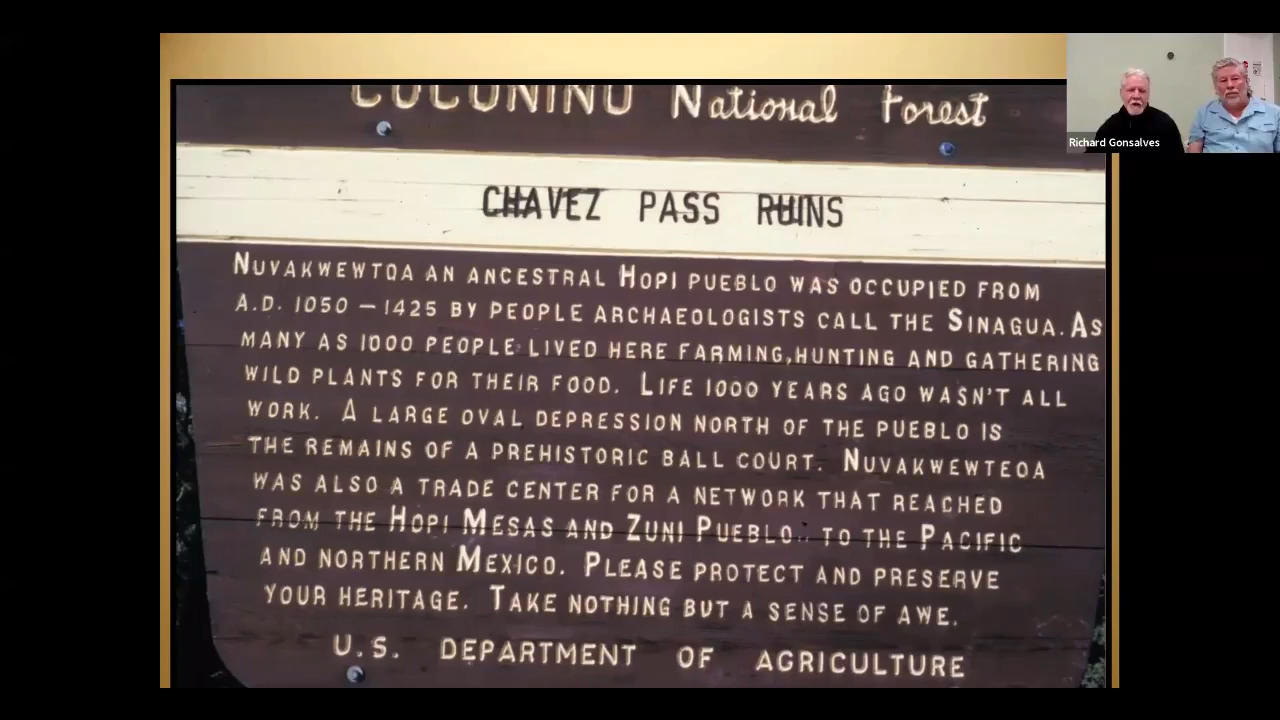 COCONINO National Forest
Richard Gonsalves
CHAVEZ PASS RUINS
NUVAKWEWTQA AN ANCESTRAL HOPI PUEBLO WAS OCCUPIED FROM
A.D. 1050 – 1425 BY PEOPLE ARCHAEOLOGISTS CALL THE SINAGUA. AS
MANY AS 1000 PEOPLE LIVED HERE FARMING, HUNTING AND GATHERING
WILD PLANTS FOR THEIR FOOD. LIFE 1000 YEARS AGO WASN'T ALL
WORK. A LARGE OVAL DEPRESSION NORTH OF THE PUEBLO IS
THE REMAINS OF A PREHISTORIC BALL COURT. NUVAKWEWTEOA
WAS ALSO A TRADE CENTER FOR A NETWORK THAT REACHED
FROM THE HOPI MESAS AND ZUNI PUEBLO.. TO THE PACIFIC
AND NORTHERN MEXICO. PLEASE PROTECT AND PRESERVE
YOUR HERITAGE. TAKE NOTHING BUT A SENSE OF AWE.
U.S. DEPARTMENT OF AGRICULTURE